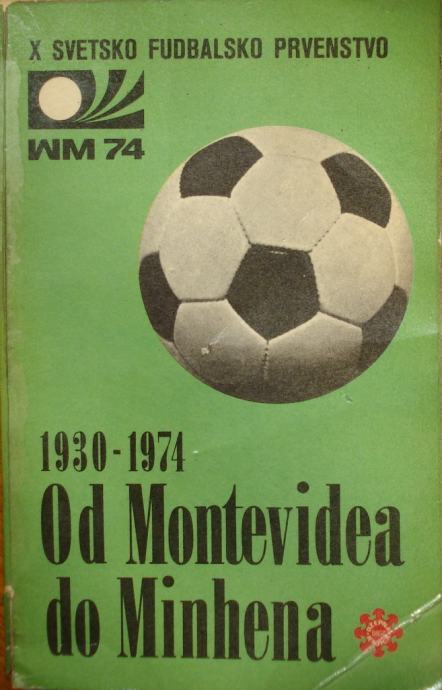 X SVETSKO FUDBALSKO PRVENSTVO
WM 74
1930-1974
Od Montevidea
do Minhena